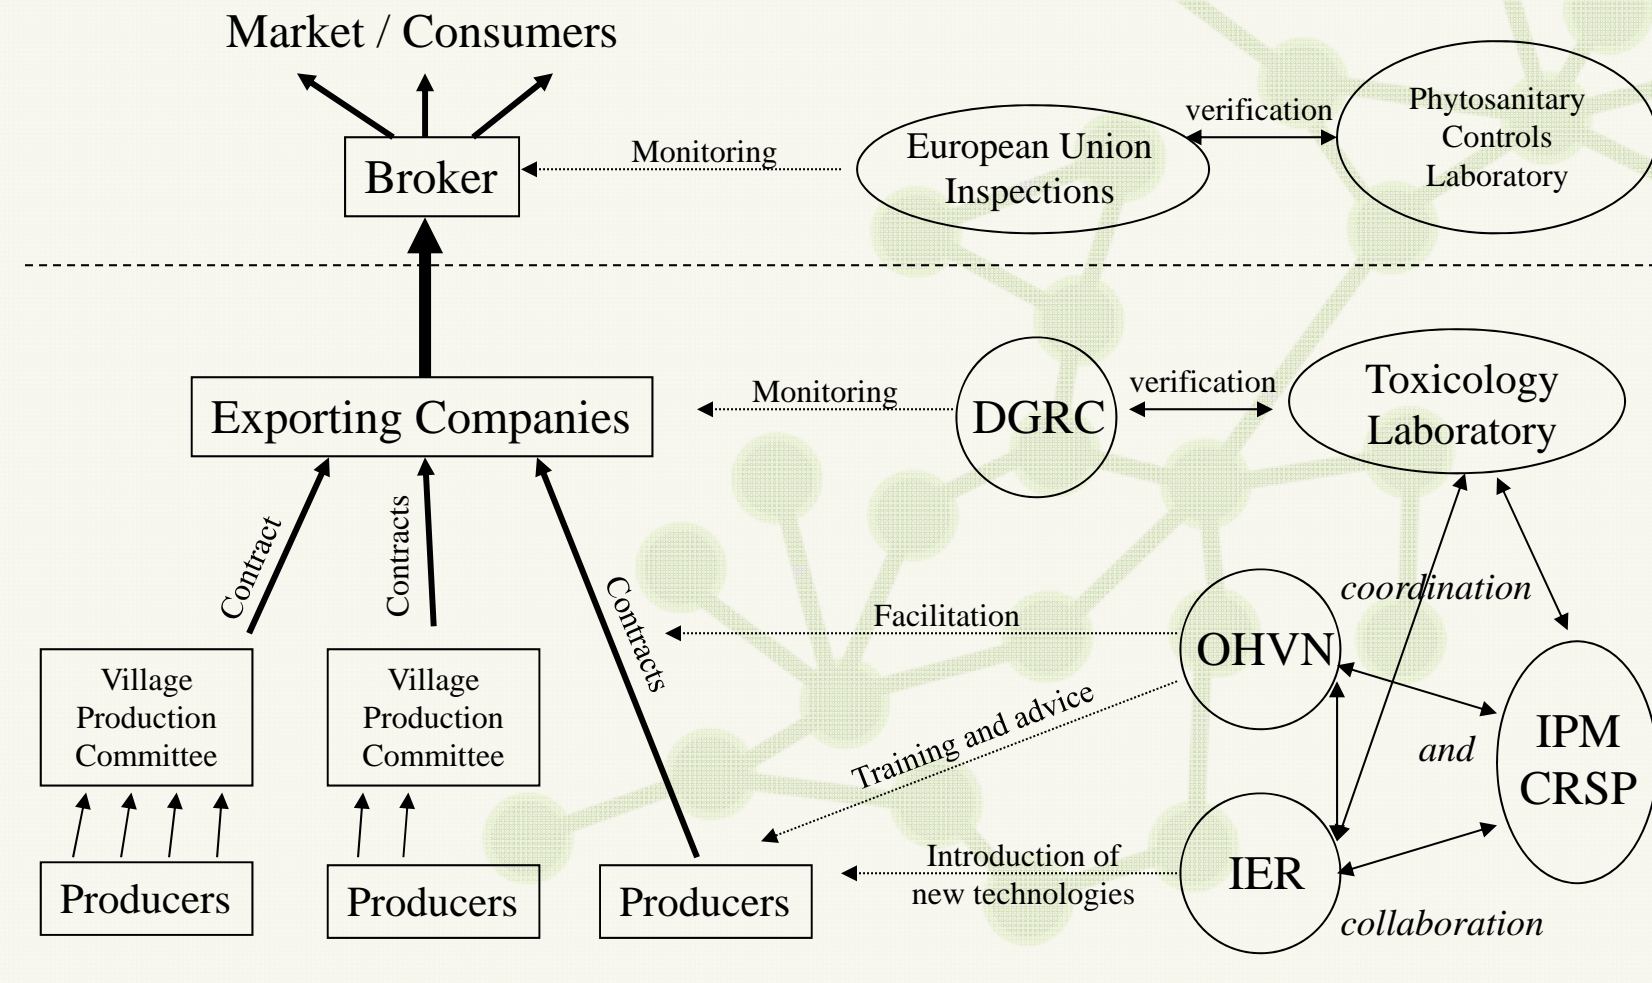 Market / Consumers
verification
Phytosanitary
Controls
Laboratory
European Union
Inspections
Monitoring
Broker
Toxicology
Laboratory
verification
Monitoring
DGRC
Exporting Companies
Contract
Contracts
Contracts
coordination
Facilitation
OHVN
Village
Production
Committee
Village
Production
Committee
Training and advice
and
IPM
CRSP
Introduction of
new technologies
IER
Producers
Producers
Producers
collaboration